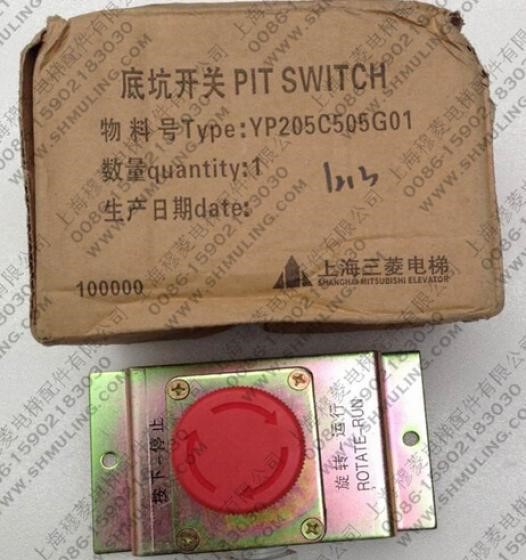 底坑开关 PIT SWITCH
物料号Type:YP205C505G01
数量quantity:1
生产日期date:
100000
上海三菱电梯
SHANGHAI MITSUBISHI ELEVATOR
按下-停止
旋转-运行
ROTATE-RUN
上海穆菱电梯配件有限公司
0086-15902183030
WWW.SHMULING.COM